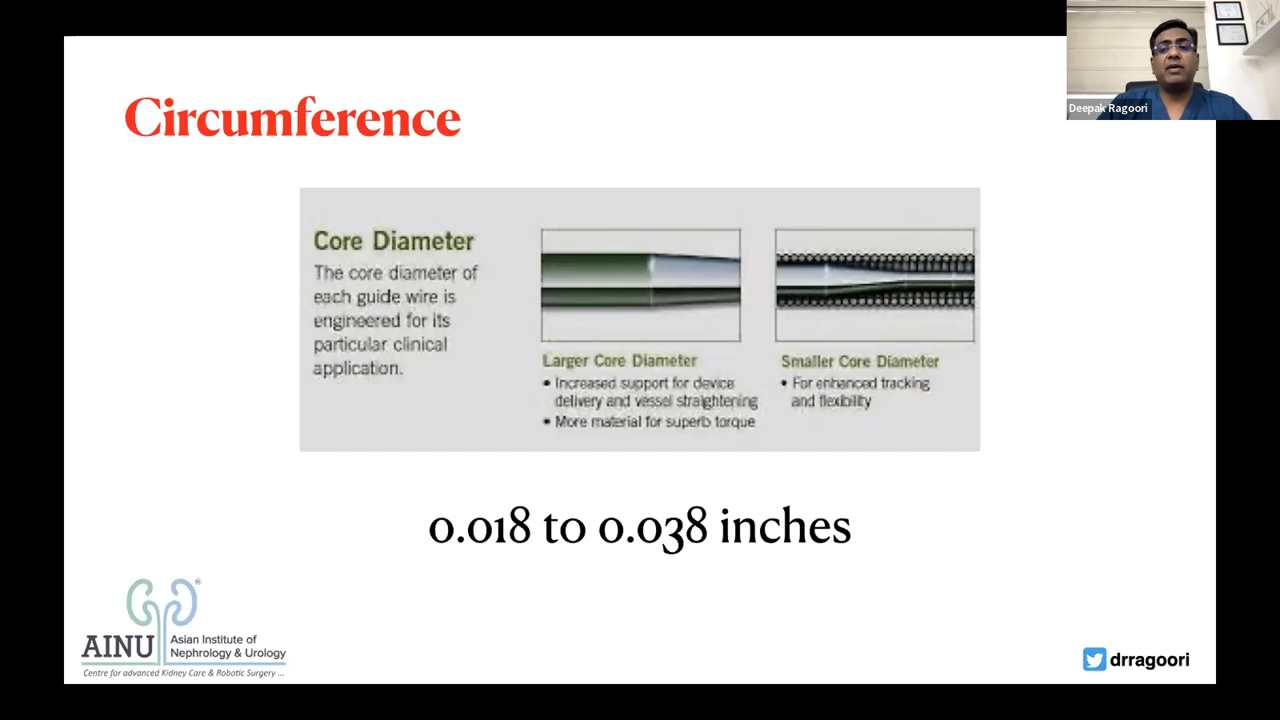 Circumference
Deepak Ragoori
Core Diameter
The core diameter of
each guide wire is
engineered for its
particular clinical
application.
Larger Core Diameter
• Increased support for device
delivery and vessel straightening
• More material for superb torque
Smaller Core Diameter
• For enhanced tracking
and flexibility
0.018 to 0.038 inches
AINU
®
Asian Institute of
Nephrology & Urology
Centre for advanced Kidney Care & Robotic Surgery ...
drragoori